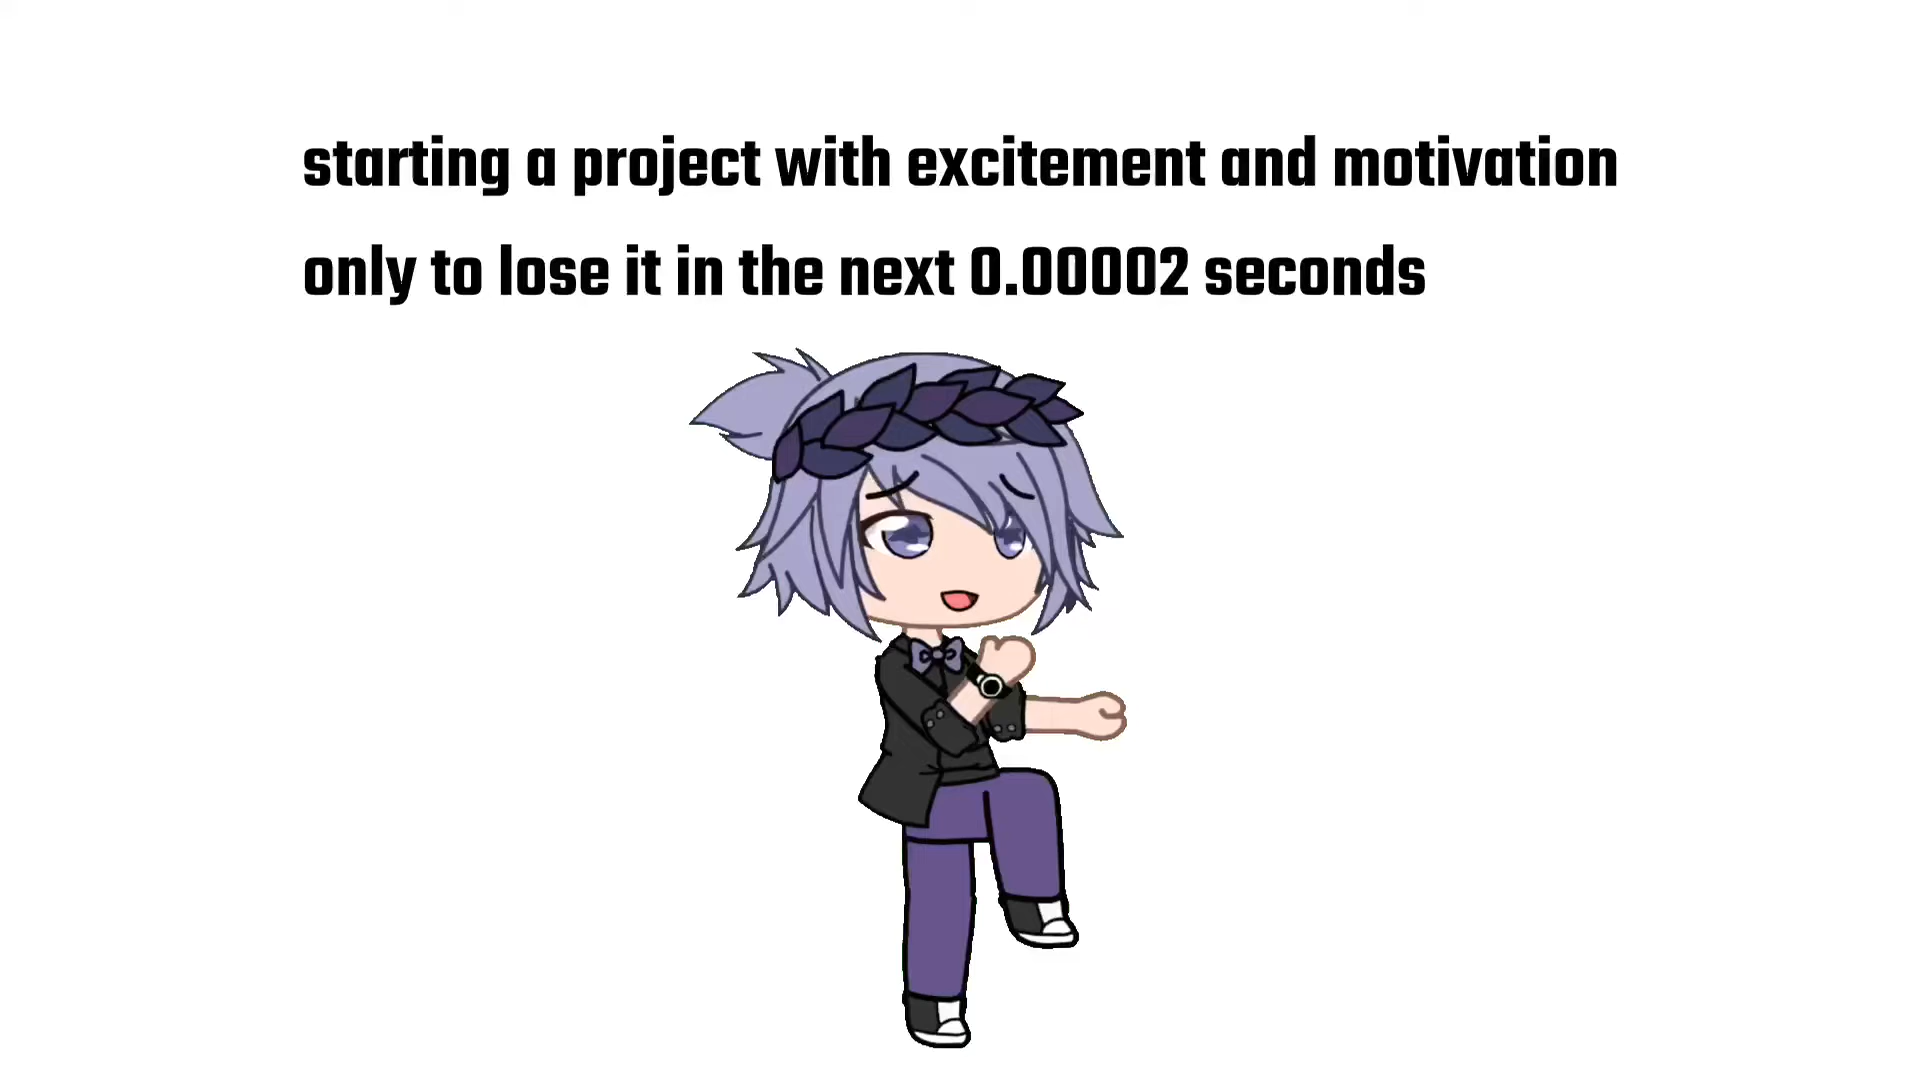 starting a project with excitement and motivation
only to lose it in the next 0.00002 seconds